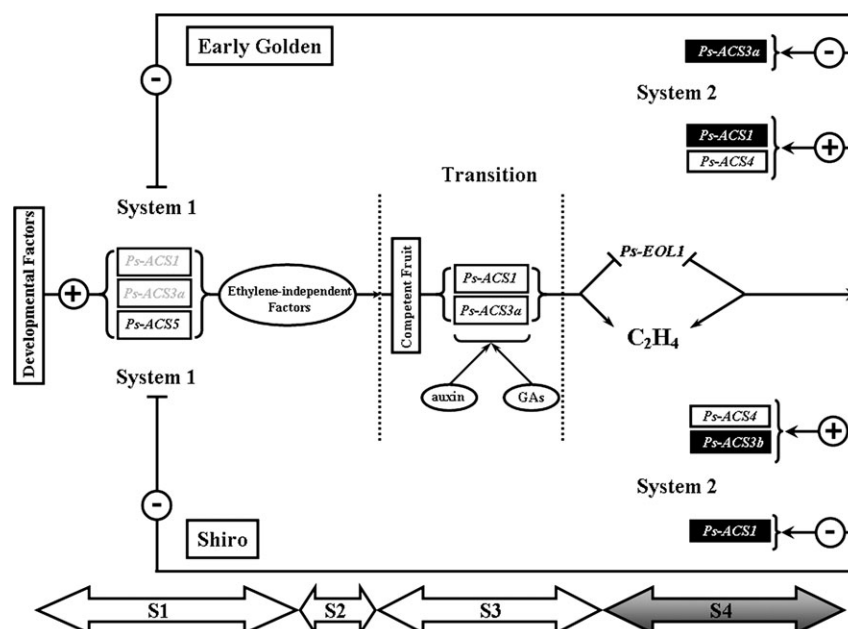 Early Golden
-
Ps-ACS3a
-
System 2
Ps-ACS1
Ps-ACS4
+
Transition
System 1
Developmental Factors
+
Ps-ACS1
Ps-ACS3a
Ps-ACS5
Ethylene-independent
Factors
Competent Fruit
Ps-ACS1
Ps-ACS3a
auxin
GAs
Ps-EOL1
C₂H₄
System 1
Ps-ACS4
Ps-ACS3b
+
System 2
-
Shiro
Ps-ACS1
-
S1
S2
S3
S4